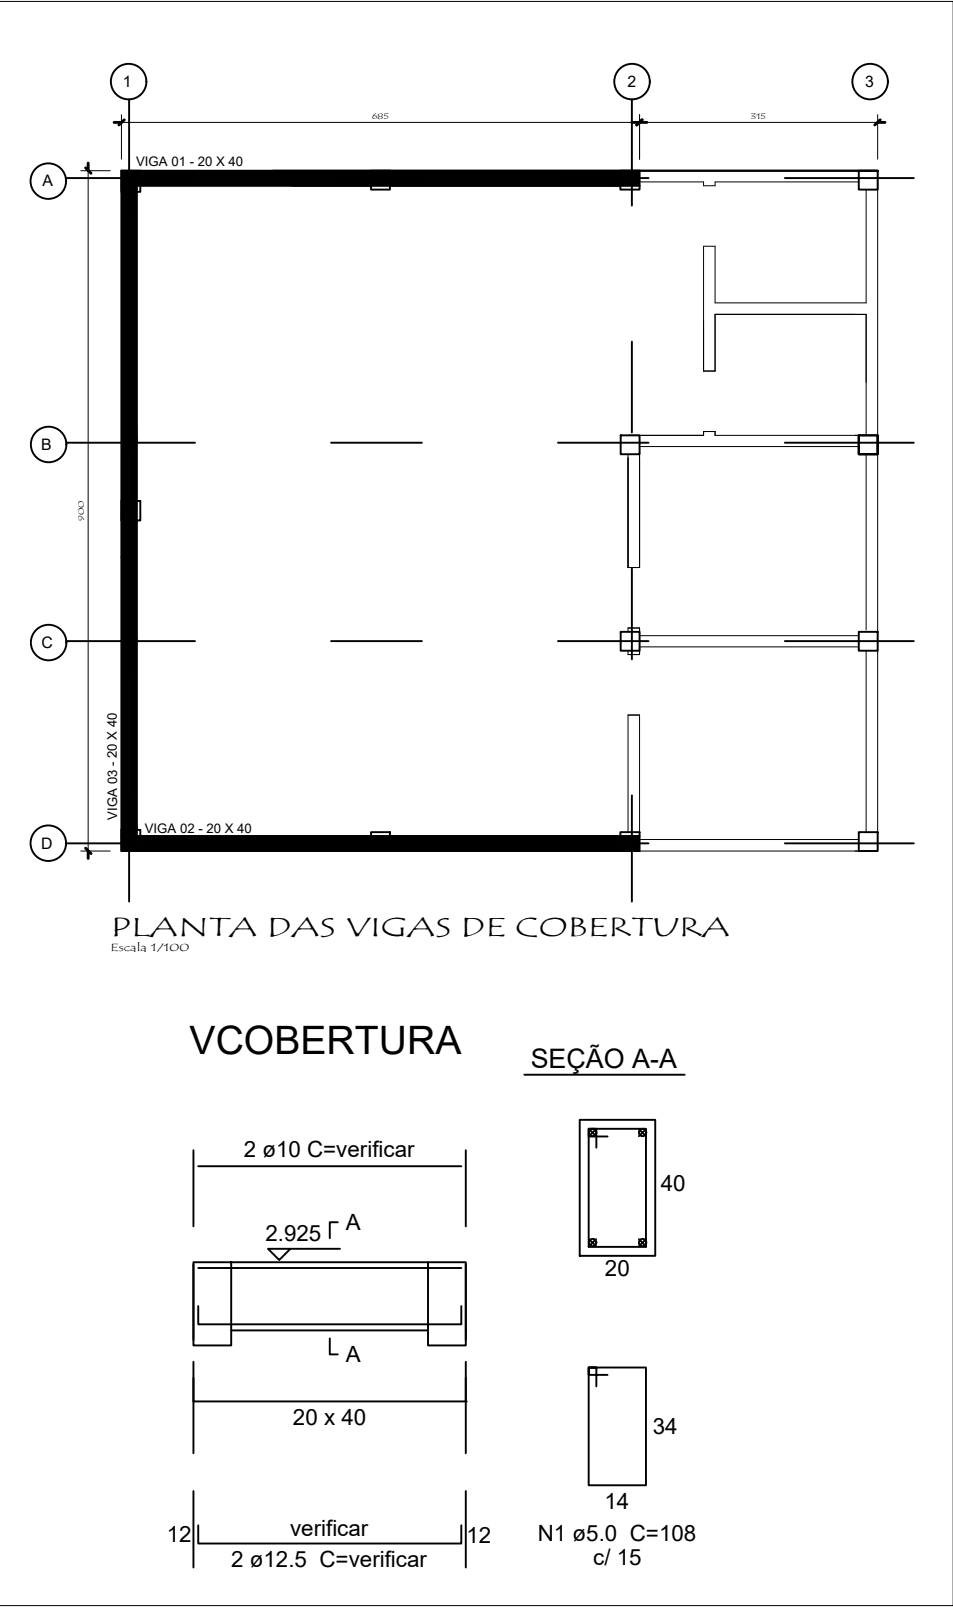 1
2
3
685
315
VIGA 01 - 20 X 40
A
B
900
C
VIGA 03 - 20 X 40
VIGA 02 - 20 X 40
D
PLANTA DAS VIGAS DE COBERTURA
Escala 1/100
VCOBERTURA
SEÇÃO A-A
2 ø10 C=verificar
2.925
A
A
20 x 40
40
20
34
14
12
verificar
12
2 ø12.5 C=verificar
N1 ø5.0 C=108
c/ 15